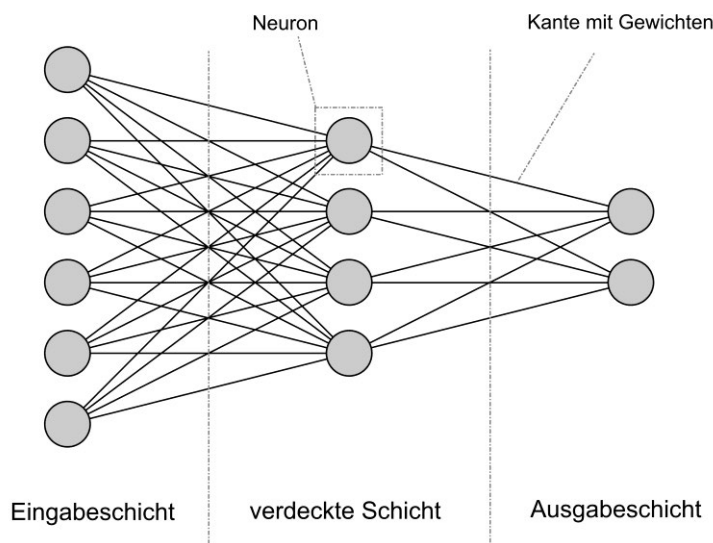 Neuron
Kante mit Gewichten
Eingabeschicht
verdeckte Schicht
Ausgabeschicht